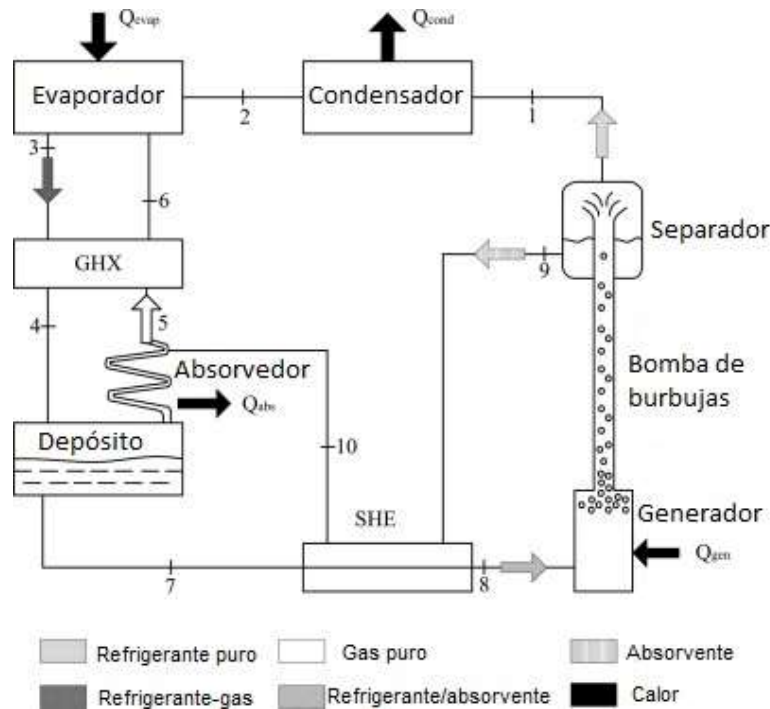 Qevap
Qcond
Evaporador
Condensador
2
1
3
6
Separador
GHX
9
4
5
Absorvedor
Qabs
Bomba de
burbujas
Depósito
10
SHE
Generador
Qgen
7
8
Refrigerante puro
Gas puro
Absorvente
Refrigerante-gas
Refrigerante/absorvente
Calor